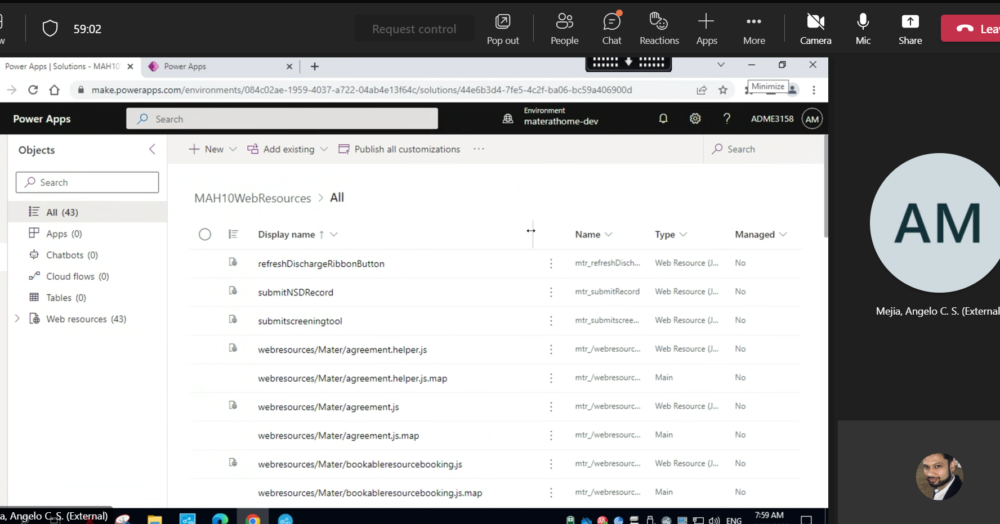 59:02
Request control
Pop out
People
Chat
Reactions
Apps
More
Camera
Mic
Share
Lea
Power Apps | Solutions - MAH10
Power Apps
make.powerapps.com/environments/084c02ae-1959-4037-a722-04ab4e13f64c/solutions/44e6b3d4-7fe5-4c2f-ba06-bc59a406900d
Minimize
Power Apps
Search
Environment
materathome-dev
?
ADME3158
AM
Objects
New
Add existing
Publish all customizations
Search
Search
MAH10WebResources > All
All (43)
Apps (0)
Chatbots (0)
Cloud flows (0)
Tables (0)
Web resources (43)
Display name
Name
Type
Managed
refreshDischargeRibbonButton mtr_refreshDisch... Web Resource (J... No
submitNSDRecord mtr_submitRecord Web Resource (J... No
submitscreeningtool mtr_submitscree... Web Resource (J... No
webresources/Mater/agreement.helper.js mtr_/webresourc... Web Resource (J... No
webresources/Mater/agreement.helper.js.map mtr_/webresourc... Main No
webresources/Mater/agreement.js mtr_/webresourc... Web Resource (J... No
webresources/Mater/agreement.js.map mtr_/webresourc... Main No
webresources/Mater/bookableresourcebooking.js mtr_/webresourc... Web Resource (J... No
webresources/Mater/bookableresourcebooking.js.map mtr_/webresourc... Main No
AM
Mejia, Angelo C. S. (External
a, Angelo C. S. (External)
ENG
7:59 AM